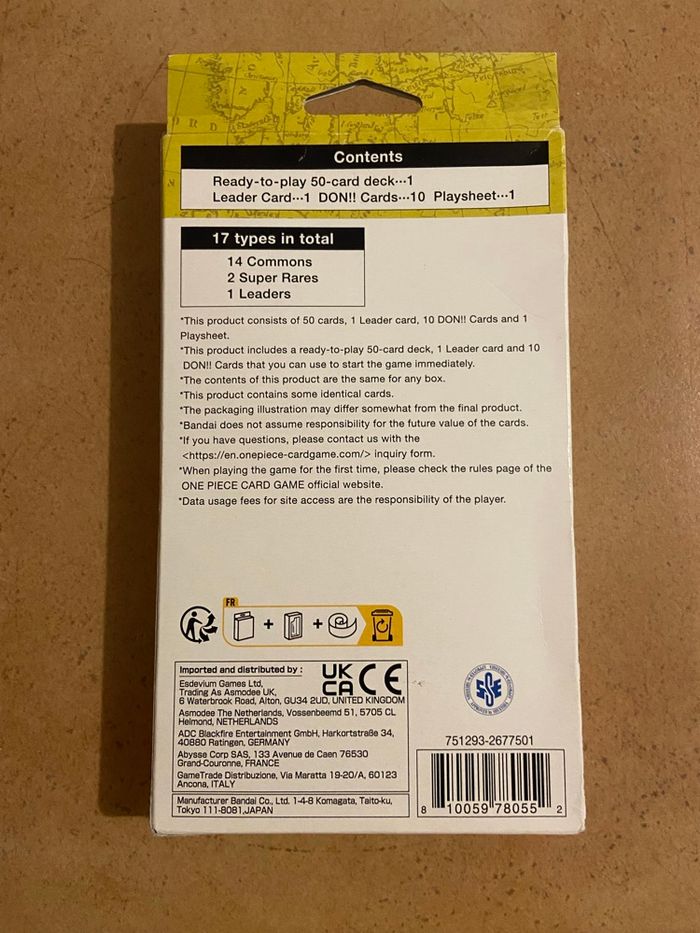 Contents
Ready-to-play 50-card deck···1
Leader Card···1 DON!! Cards···10 Playsheet···1
17 types in total
14 Commons
2 Super Rares
1 Leaders
*This product consists of 50 cards, 1 Leader card, 10 DON!! Cards and 1
Playsheet.
*This product includes a ready-to-play 50-card deck, 1 Leader card and 10
DON!! Cards that you can use to start the game immediately.
*The contents of this product are the same for any box.
*This product contains some identical cards.
*The packaging illustration may differ somewhat from the final product.
*Bandai does not assume responsibility for the future value of the cards.
*If you have questions, please contact us with the
<https://en.onepiece-cardgame.com/> inquiry form.
*When playing the game for the first time, please check the rules page of the
ONE PIECE CARD GAME official website.
*Data usage fees for site access are the responsibility of the player.
FR
Imported and distributed by :
Esdevium Games Ltd,
Trading As Asmodee UK,
6 Waterbrook Road, Alton, GU34 2UD, UNITED KINGDOM
UK
CA
CE
Asmodee The Netherlands, Vossenbeemd 51, 5705 CL
Helmond, NETHERLANDS
ADC Blackfire Entertainment GmbH, Harkortstraße 34,
40880 Ratingen, GERMANY
Abysse Corp SAS, 133 Avenue de Caen 76530
Grand-Couronne, FRANCE
GameTrade Distribuzione, Via Maratta 19-20/A, 60123
Ancona, ITALY
Manufacturer Bandai Co., Ltd. 1-4-8 Komagata, Taito-ku,
Tokyo 111-8081,JAPAN
751293-2677501
8 10059 78055 2